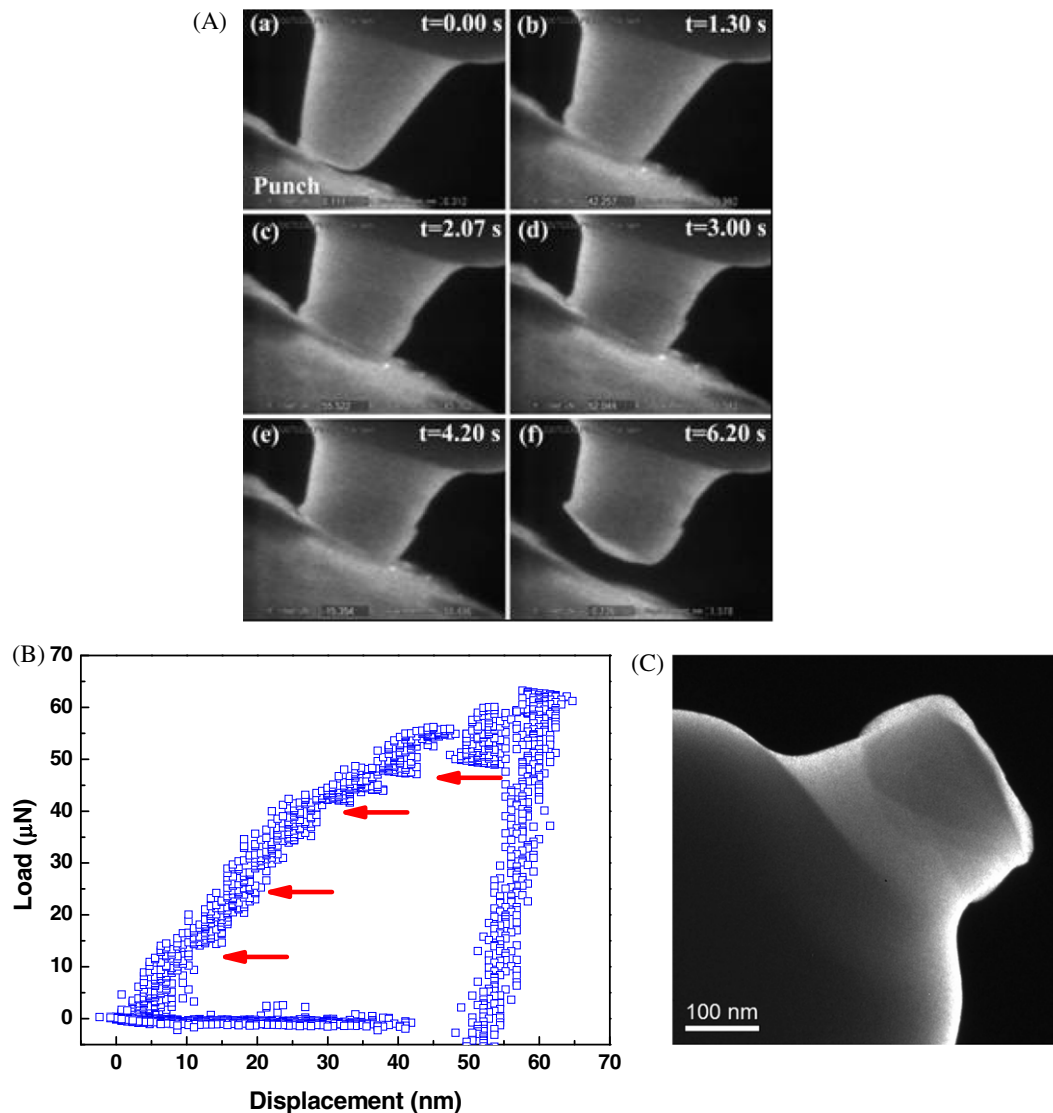 (A)
(a) t=0.00 s
Punch
(b) t=1.30 s
(c) t=2.07 s
(d) t=3.00 s
(e) t=4.20 s
(f) t=6.20 s
(B)
70
60
50
40
30
20
10
0
Load (μN)
0 10 20 30 40 50 60 70
Displacement (nm)
(C)
100 nm